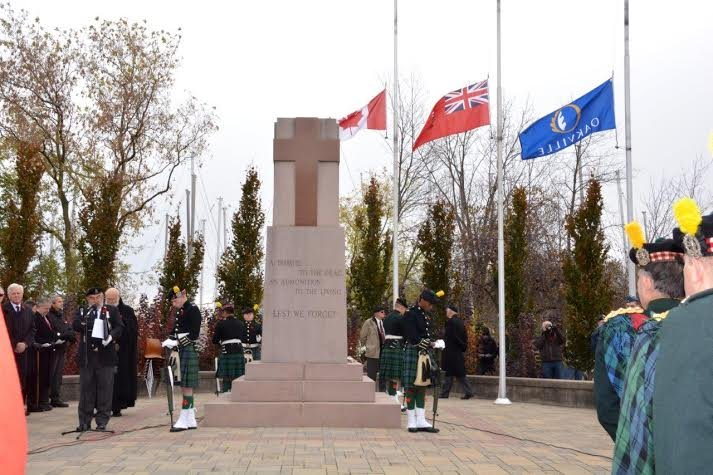 OAKVILLE
A TRIBUTE
TO THE DEAD
AN ADMONITION
TO THE LIVING
LEST WE FORGET